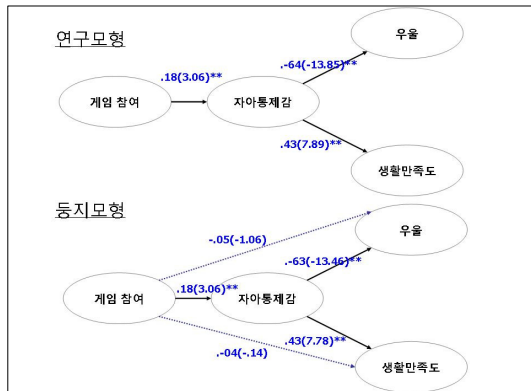 연구모형
우울
.-64(-13.85)**
.18(3.06)**
게임 참여
자아통제감
.43(7.89)**
생활만족도
둥지모형
우울
-.05(-1.06)
.-63(-13.46)**
게임 참여
.18(3.06)**
자아통제감
.43(7.78)**
.-04(-.14)
생활만족도